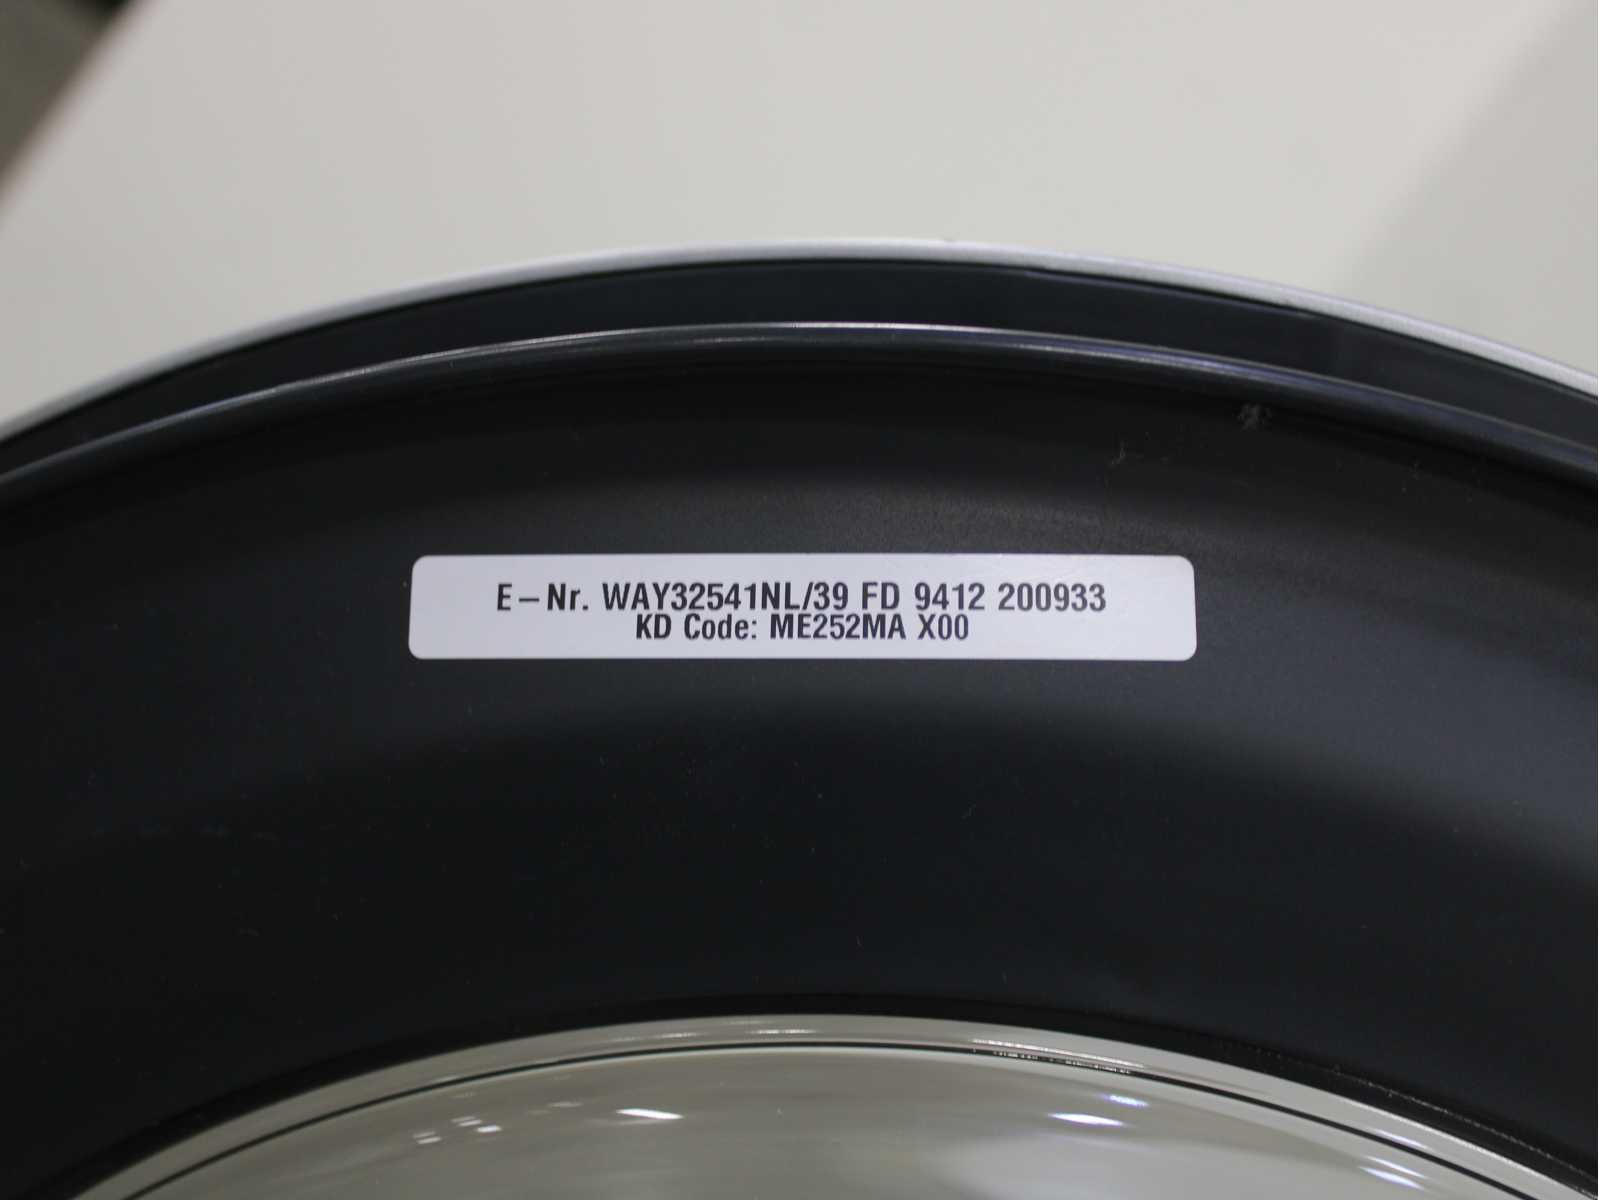 E-Nr. WAY32541NL/39 FD 9412 200933
KD Code: ME252MA X00